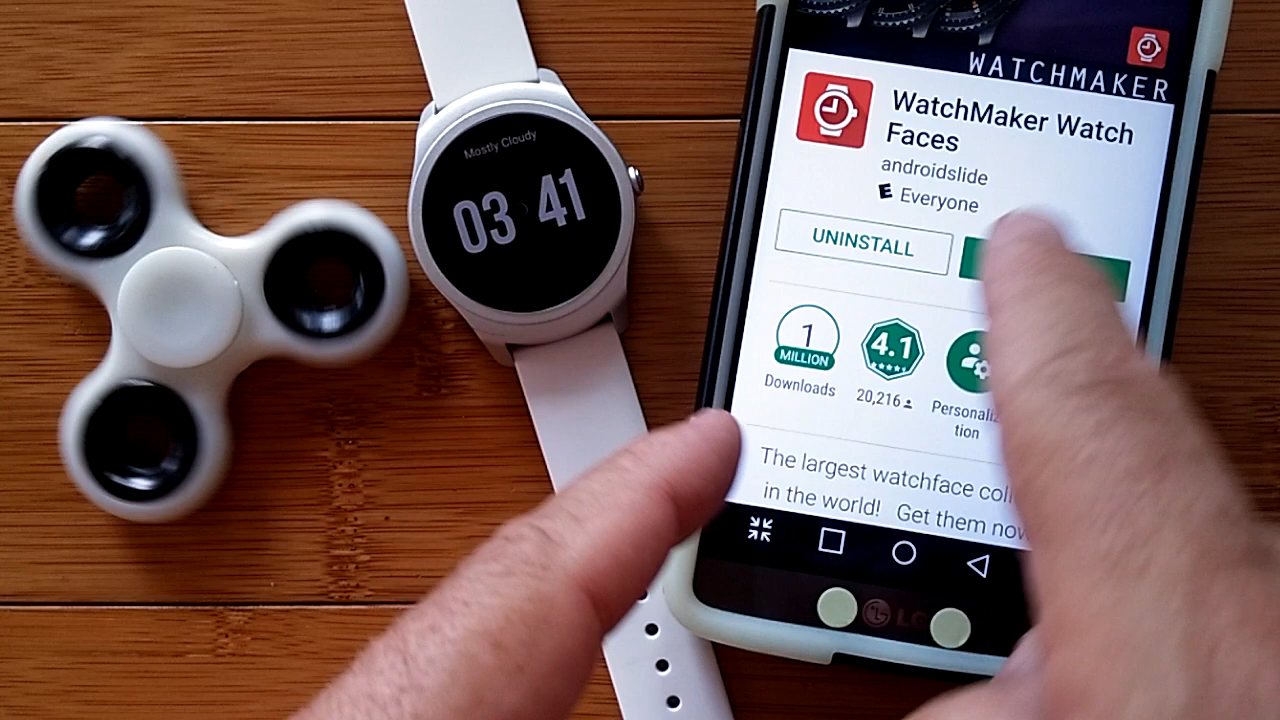 Mostly Cloudy
03 41
WATCHMAKER
WatchMaker Watch
Faces
androidslide
E Everyone
UNINSTALL
1
MILLION
Downloads
4.1
20,216
Personaliz
tion
The largest watchface coll
in the world! Get them now
LG